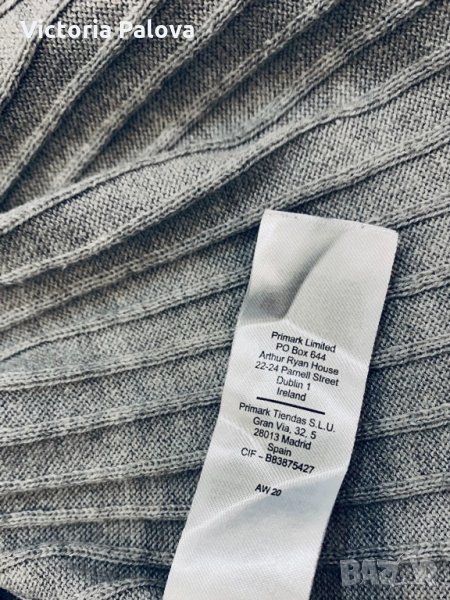 Victoria Palova
Primark Limited
PO Box 644
Arthur Ryan House
22-24 Parnell Street
Dublin 1
Ireland
Primark Tiendas S.L.U.
Gran Via, 32, 5
28013 Madrid
Spain
CIF - B83875427
AW 20
BAZAR